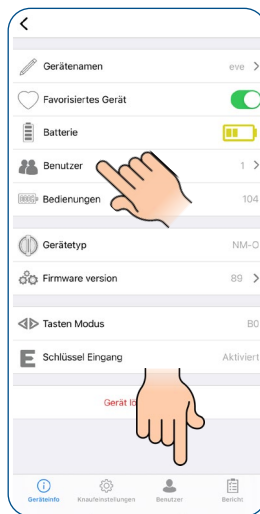 Gerätenamen eve
Favorisiertes Gerät
Batterie
Benutzer 1
Bedienungen 104
Gerätetyp NM-O
Firmware version 89
Tasten Modus B0
E Schlüssel Eingang Aktiviert
Gerät
Geräteinfo Knaufeinstellungen Benutzer Bericht